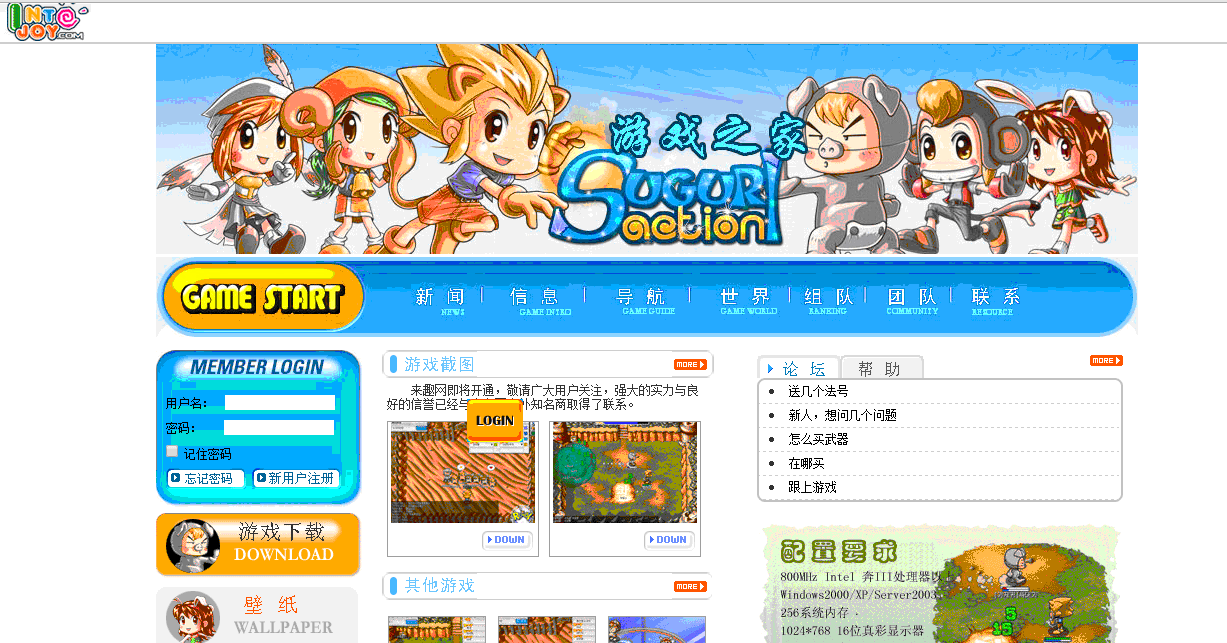 INTOJOY.COM
游戏之家
SUGURI
action
GAME START
新 闻 信 息 导 航 世 界 组 队 团 队 联 系
NEWS GAME INTRO GAME GUIDE GAME WORLD RANKING COMMUNITY RESOURCE
MEMBER LOGIN
用户名:
密码:
记住密码
忘记密码 新用户注册
LOGIN
游戏下载
DOWNLOAD
壁 纸
WALLPAPER
游戏截图 MORE
来趣网即将开通，敬请广大用户关注，强大的实力与良
好的信誉已经与 外知名商取得了联系。
DOWN DOWN
其他游戏 MORE
论 坛 帮 助 MORE
送几个法号
新人，想问几个问题
怎么买武器
在哪买
跟上游戏
配置要求
800MHz Intel 奔III处理器以上
Windows2000/XP/Server2003
256系统内存 .
1024*768 16位真彩显示器